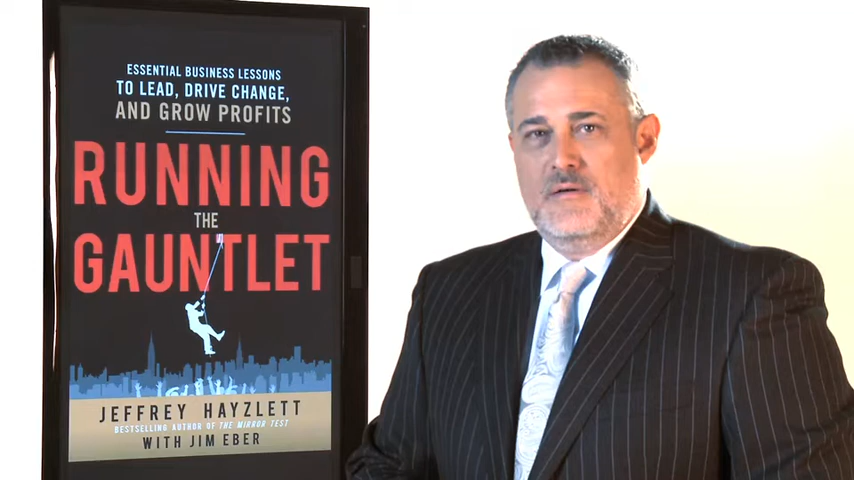 ESSENTIAL BUSINESS LESSONS
TO LEAD, DRIVE CHANGE,
AND GROW PROFITS
RUNNING
THE
GAUNTLET
JEFFREY HAYZLETT
BESTSELLING AUTHOR OF THE MIRROR TEST
WITH JIM EBER